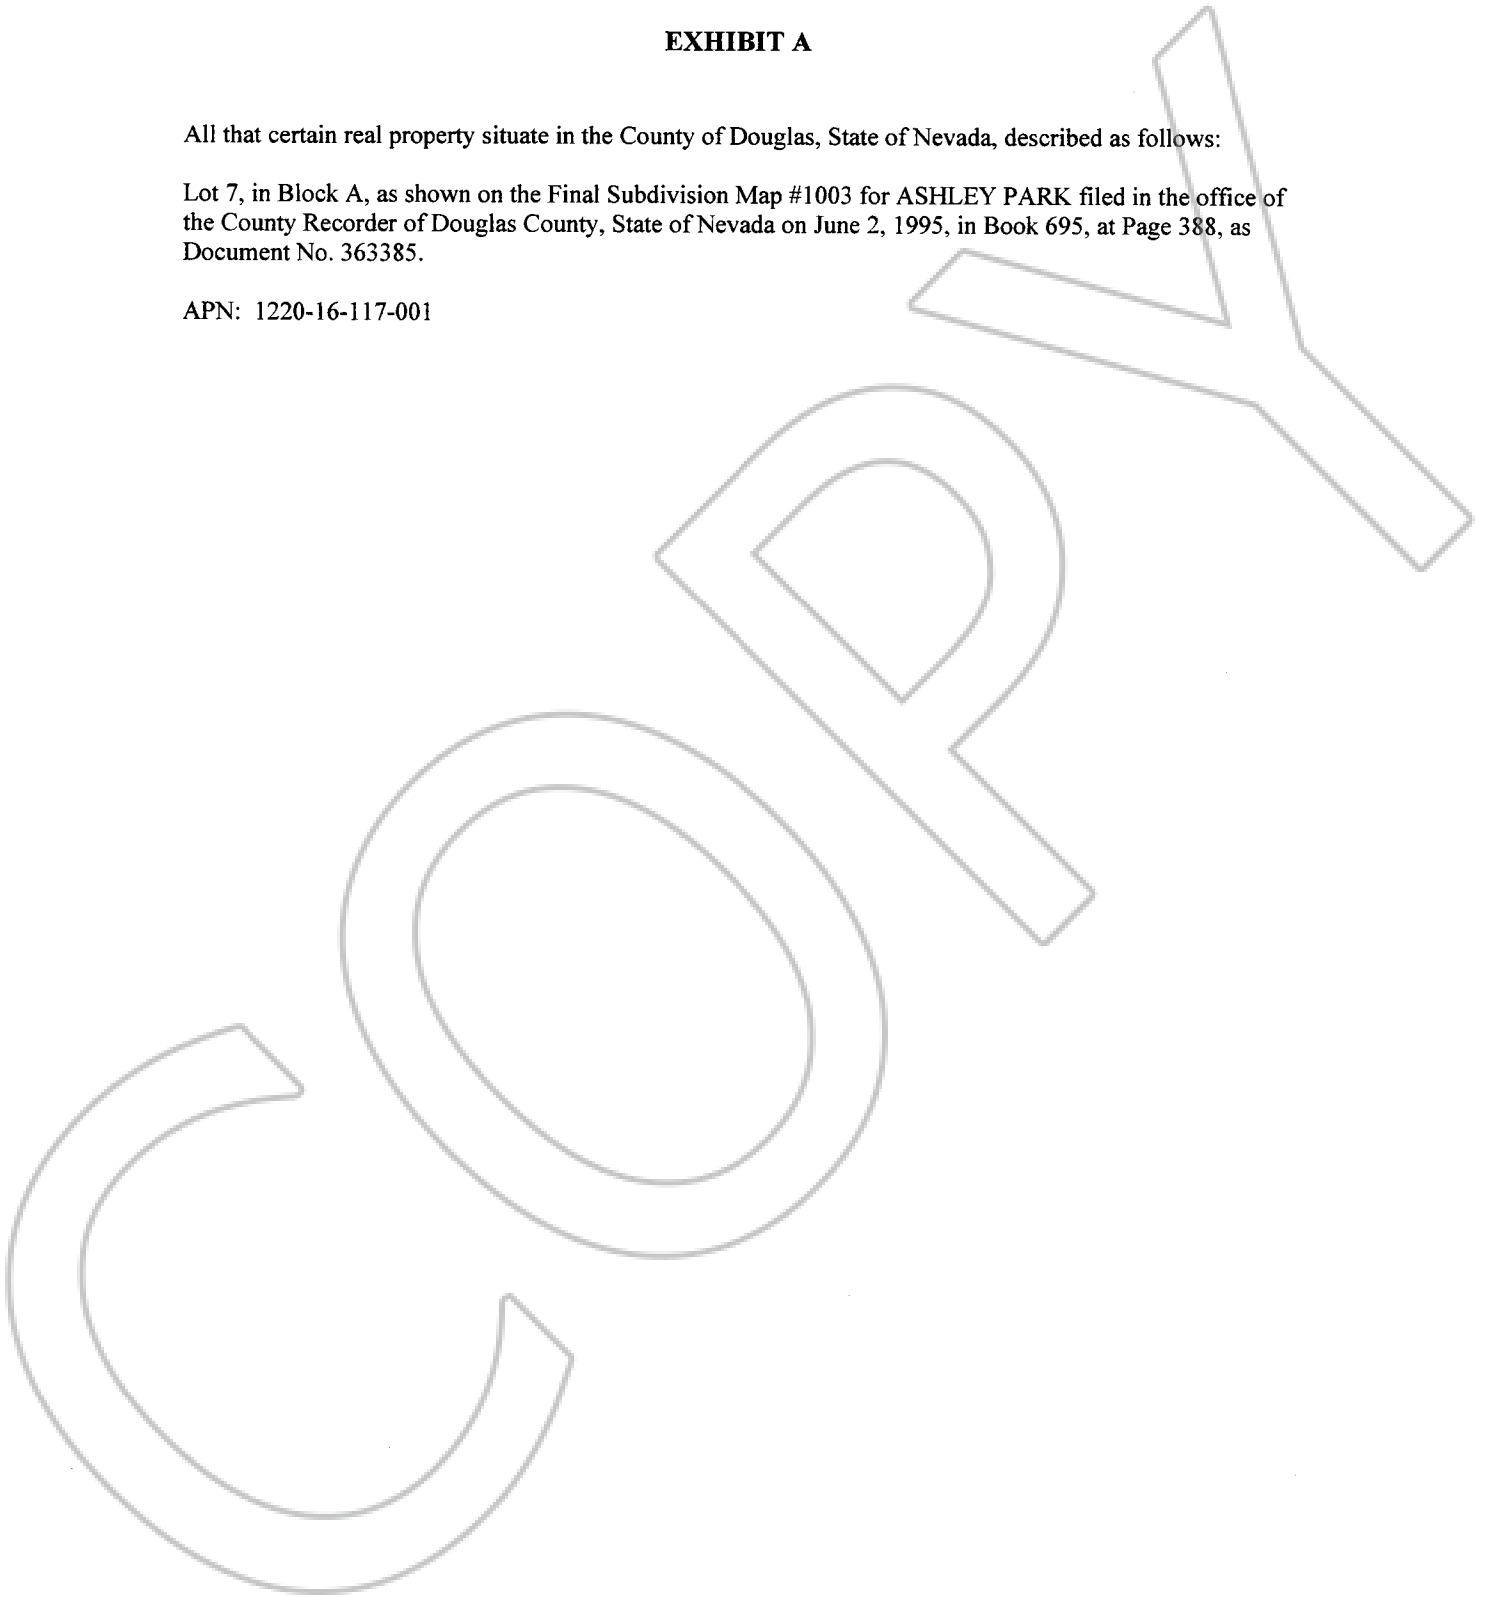 EXHIBIT A
All that certain real property situate in the County of Douglas, State of Nevada, described as follows:
Lot 7, in Block A, as shown on the Final Subdivision Map #1003 for ASHLEY PARK filed in the office of
the County Recorder of Douglas County, State of Nevada on June 2, 1995, in Book 695, at Page 388, as
Document No. 363385.
APN: 1220-16-117-001
COPY